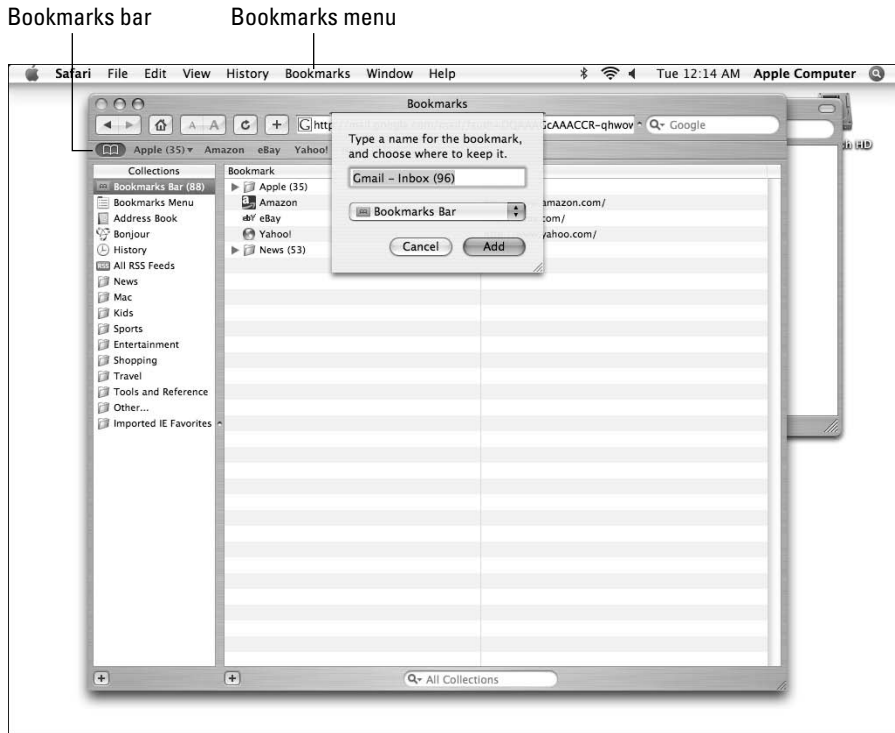 Bookmarks bar Bookmarks menu
Safari File Edit View History Bookmarks Window Help Tue 12:14 AM Apple Computer
Bookmarks
A A C + G http GcAAACCR-qhwov Google
Apple (35) Amazon eBay Yahoo!
Type a name for the bookmark,
and choose where to keep it.
Gmail – Inbox (96)
Bookmarks Bar
Cancel Add
Collections Bookmark
Bookmarks Bar (88) Apple (35)
Bookmarks Menu Amazon amazon.com/
Address Book eBay com/
Bonjour Yahoo! yahoo.com/
History News (53)
RSS All RSS Feeds
News
Mac
Kids
Sports
Entertainment
Shopping
Travel
Tools and Reference
Other...
Imported IE Favorites
+ + All Collections
HD